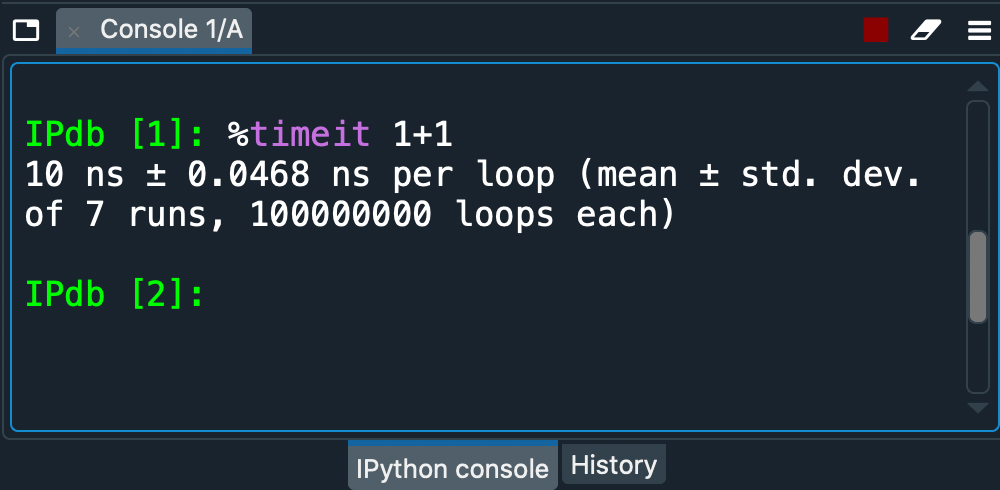 Console 1/A
IPdb [1]: %timeit 1+1
10 ns ± 0.0468 ns per loop (mean ± std. dev.
of 7 runs, 100000000 loops each)
IPdb [2]:
IPython console
History